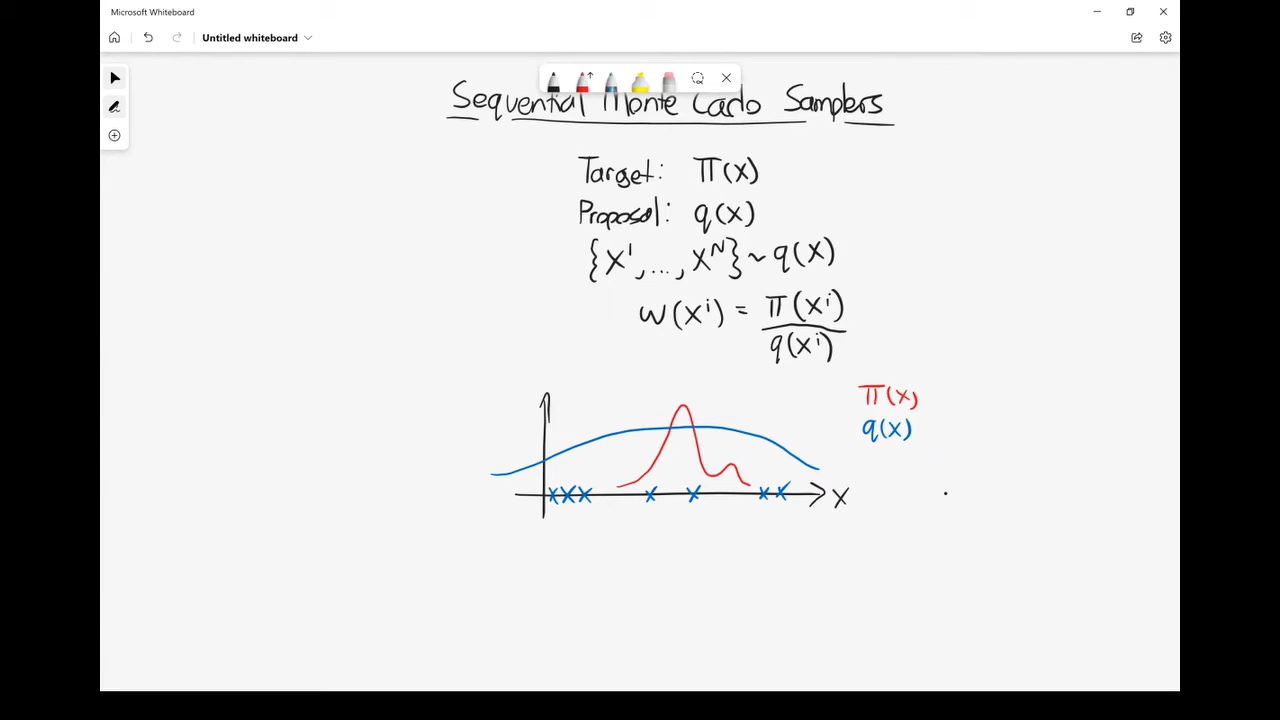 Microsoft Whiteboard
Untitled whiteboard
Sequential Monte Carlo Samplers
Target: π(x)
Proposal: q(x)
{x¹,...,xᴺ} ~ q(x)
w(xⁱ) = π(xⁱ) / q(xⁱ)
π(x)
q(x)
x